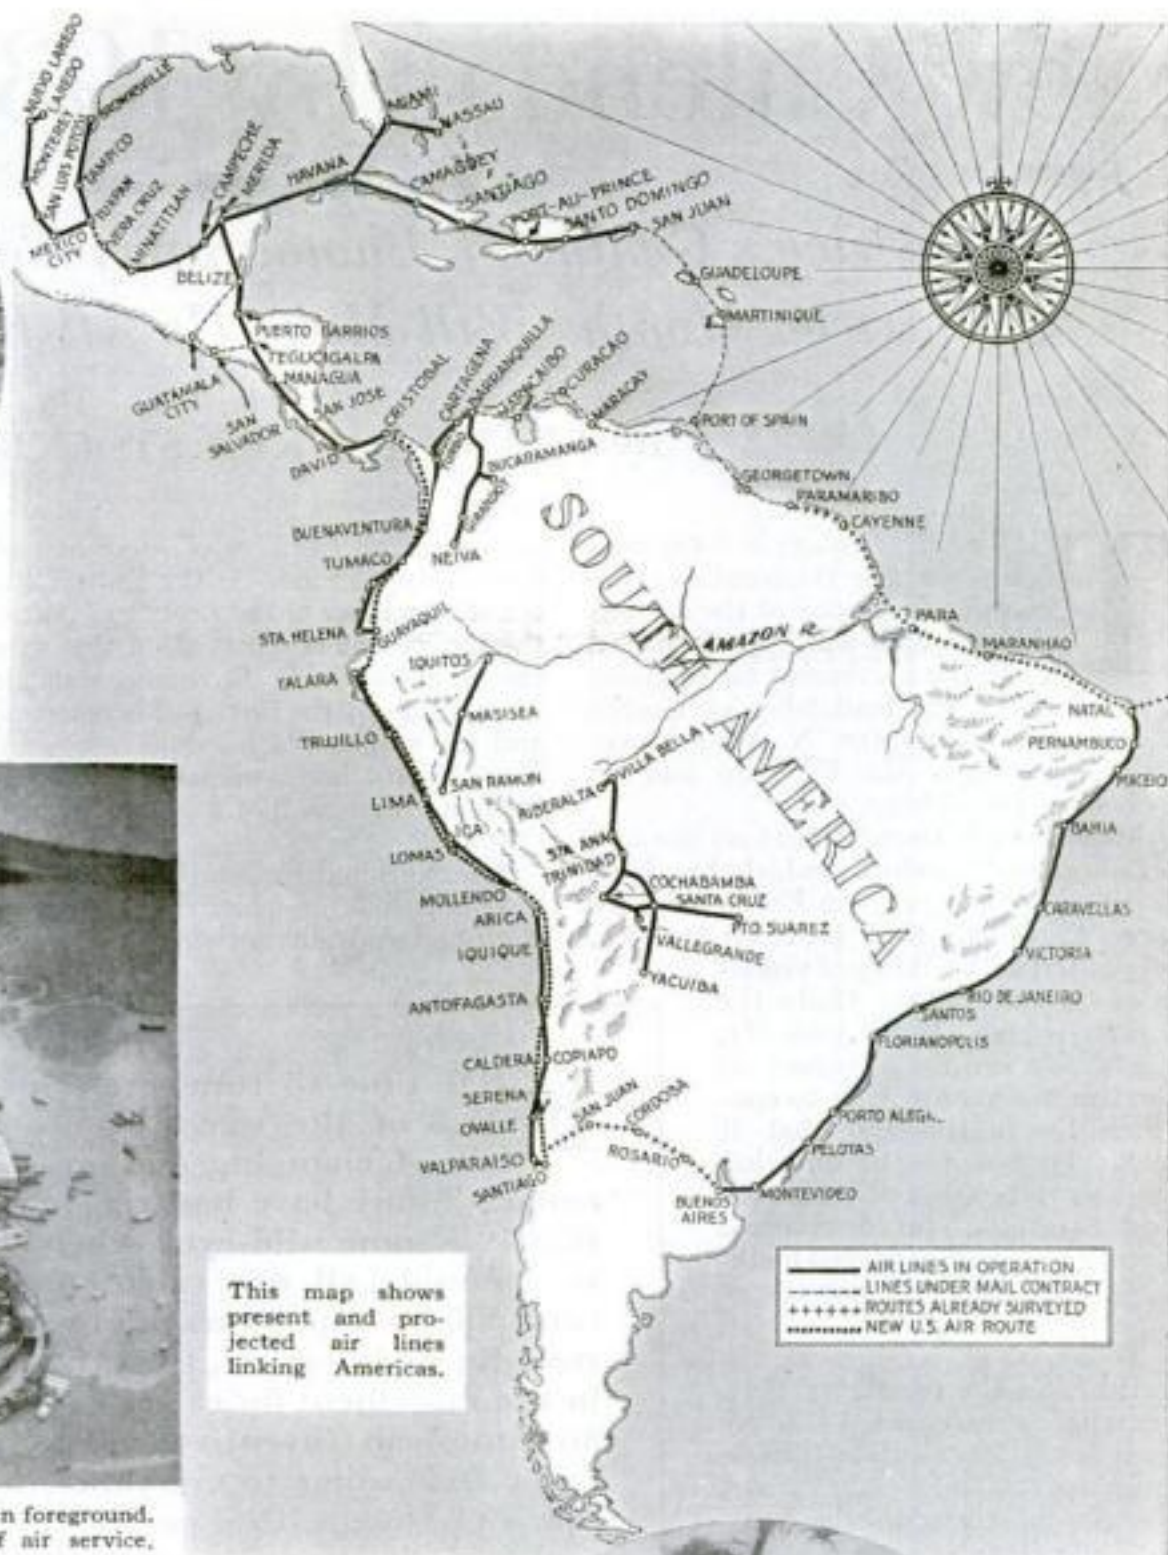 NUEVO LAREDO
LAREDO
MONTEREY
SAN LUIS POTOSI
BROWNSVILLE
TAMPICO
TUXPAN
VERA CRUZ
MINATITLAN
MEXICO
CITY
CAMPECHE
MERIDA
HAVANA
MIAMI
NASSAU
CAMAGUEY
SANTIAGO
PORT-AU-PRINCE
SANTO DOMINGO
SAN JUAN
GUADELOUPE
MARTINIQUE
BELIZE
PUERTO BARRIOS
TEGUCIGALPA
MANAGUA
SAN JOSE
GUATAMALA
CITY
SAN
SALVADOR
DAVID
CRISTOBAL
CARTAGENA
BARRANQUILLA
MARACAIBO
CURACAO
MARACAY
PORT OF SPAIN
TURBO
BUCARAMANGA
GIRARDOT
GEORGETOWN
PARAMARIBO
CAYENNE
BUENAVENTURA
TUMACO
NEIVA
SOUTH
AMERICA
STA. HELENA
GUAYAQUIL
AMAZON R.
PARA
MARANHAO
IQUITOS
TALARA
MASISEA
NATAL
TRUJILLO
VILLA BELLA
PERNAMBUCO
SAN RAMON
MACEIO
LIMA
RIBERALTA
ICA
BAHIA
LOMAS
STA ANA
TRINIDAD
COCHABAMBA
SANTA CRUZ
MOLLENDO
ARICA
PTO. SUAREZ
CARAVELLAS
IQUIQUE
VALLEGRANDE
VICTORIA
YACUIBA
ANTOFAGASTA
RIO DE JANEIRO
SANTOS
FLORIANOPOLIS
CALDERA
COPIAPO
SERENA
SAN JUAN
CORDOBA
OVALLE
PORTO ALEG
ROSARIO
PELOTAS
VALPARAISO
SANTIAGO
BUENOS
AIRES
MONTEVIDEO
AIR LINES IN OPERATION
LINES UNDER MAIL CONTRACT
ROUTES ALREADY SURVEYED
NEW U.S. AIR ROUTE
This map shows
present and pro-
jected air lines
linking Americas.
n foreground.
f air service,